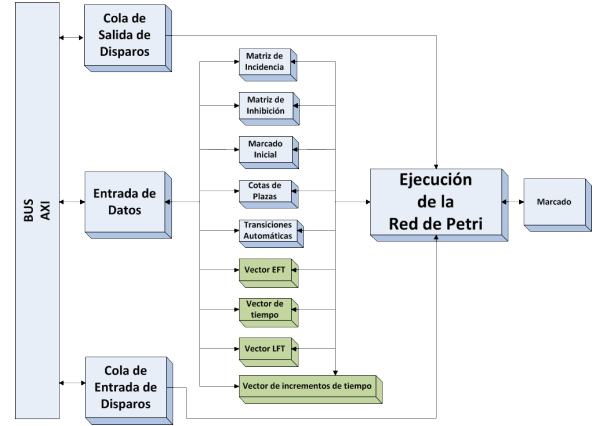 BUS
AXI
Cola de
Salida de
Disparos
Entrada de
Datos
Cola de
Entrada de
Disparos
Matriz de
Incidencia
Matriz de
Inhibición
Marcado
Inicial
Cotas de
Plazas
Transiciones
Automáticas
Vector EFT
Vector de
tiempo
Vector LFT
Vector de incrementos de tiempo
Ejecución
de la
Red de Petri
Marcado